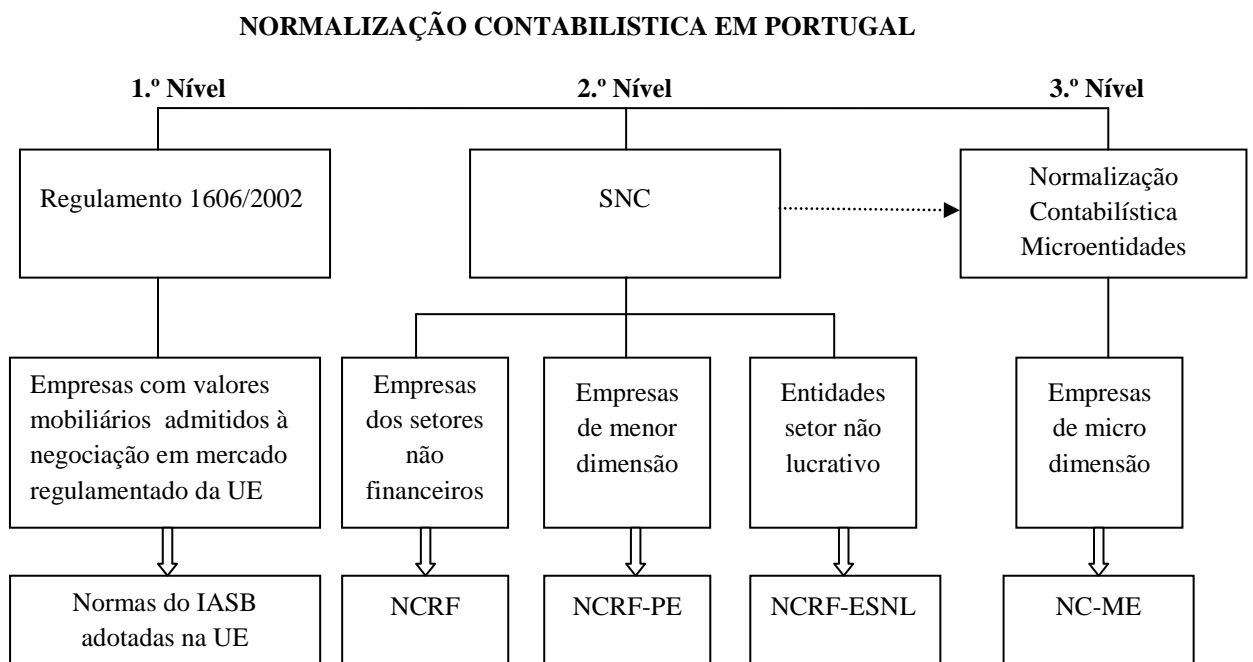 NORMALIZAÇÃO CONTABILISTICA EM PORTUGAL
1.º Nível
2.º Nível
3.º Nível
Regulamento 1606/2002
SNC
Normalização
Contabilística
Microentidades
Empresas com valores
mobiliários admitidos à
negociação em mercado
regulamentado da UE
Empresas
dos setores
não
financeiros
Empresas
de menor
dimensão
Entidades
setor não
lucrativo
Empresas
de micro
dimensão
Normas do IASB
adotadas na UE
NCRF
NCRF-PE
NCRF-ESNL
NC-ME